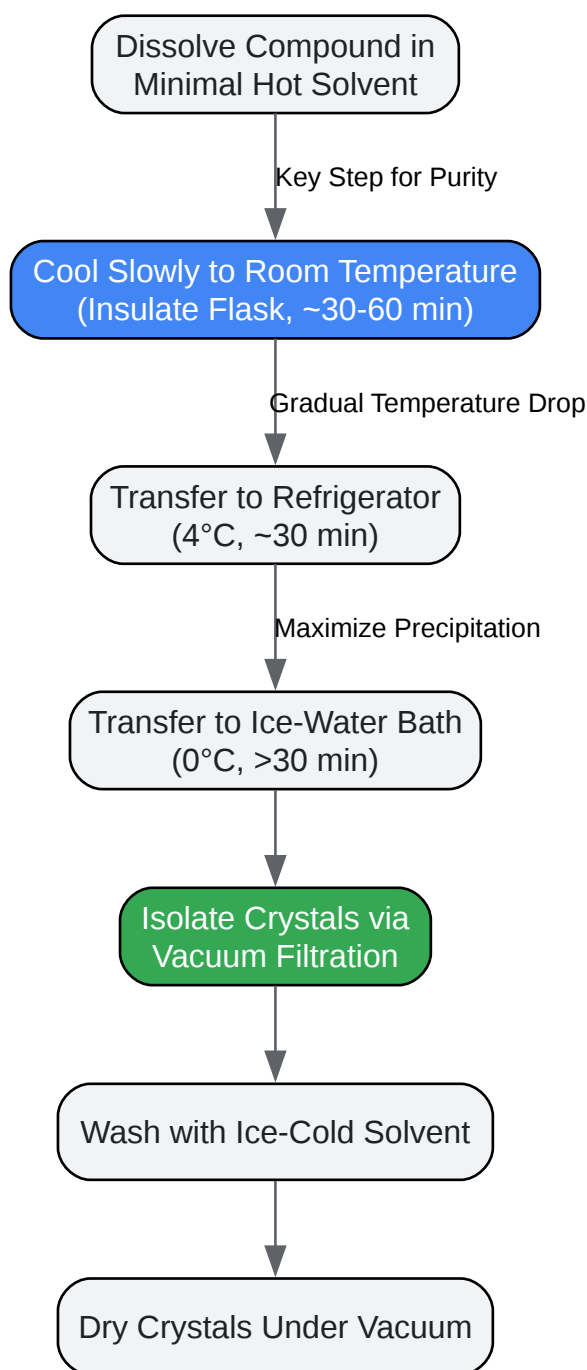 Dissolve Compound in
Minimal Hot Solvent
Key Step for Purity
Cool Slowly to Room Temperature
(Insulate Flask, ~30-60 min)
Gradual Temperature Drop
Transfer to Refrigerator
(4°C, ~30 min)
Maximize Precipitation
Transfer to Ice-Water Bath
(0°C, >30 min)
Isolate Crystals via
Vacuum Filtration
Wash with Ice-Cold Solvent
Dry Crystals Under Vacuum